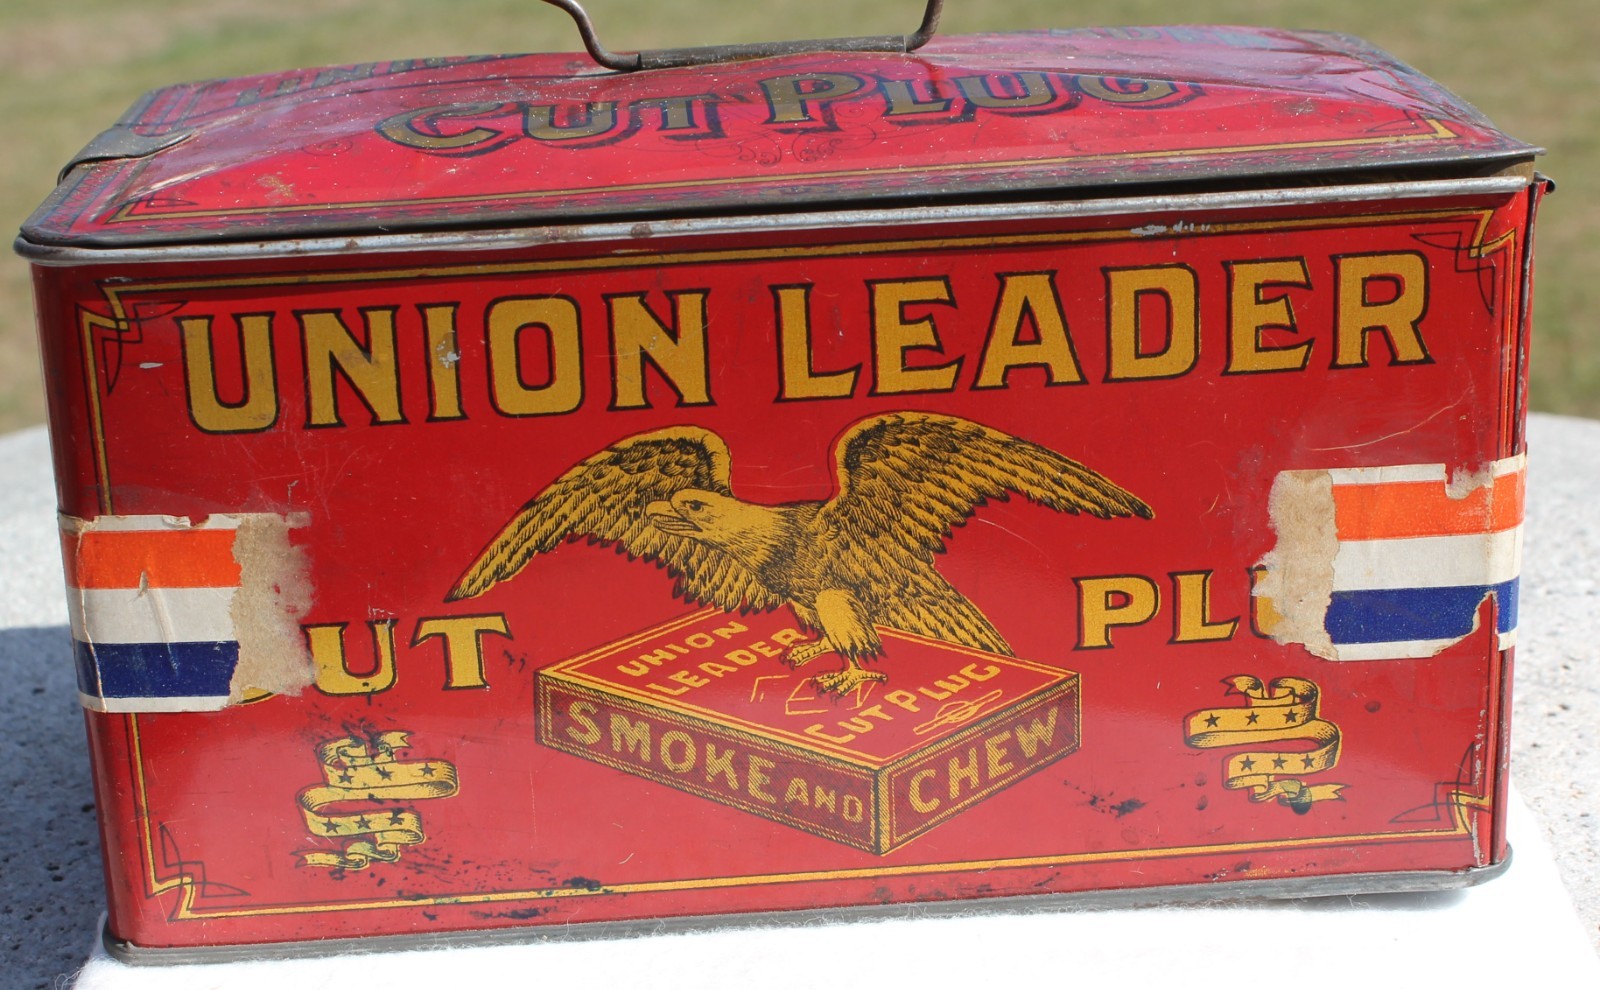 CUT PLUG
UNION LEADER
UT PLU
UNION
LEADER
CUT PLUG
SMOKE AND CHEW